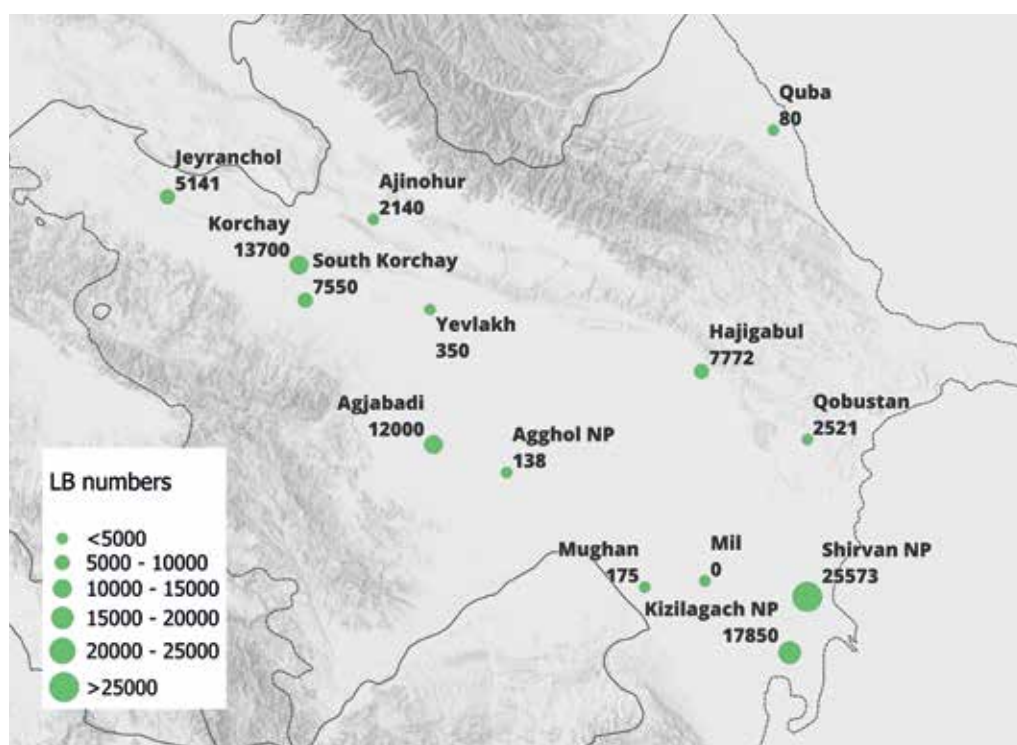 Quba
80
Jeyranchol
5141
Ajinohur
2140
Korchay
13700
South Korchay
7550
Yevlakh
350
Hajigabul
7772
Agjabadi
12000
Qobustan
2521
Agghol NP
138
LB numbers
<5000
5000 - 10000
10000 - 15000
15000 - 20000
20000 - 25000
>25000
Mughan
175
Mil
0
Shirvan NP
25573
Kizilagach NP
17850